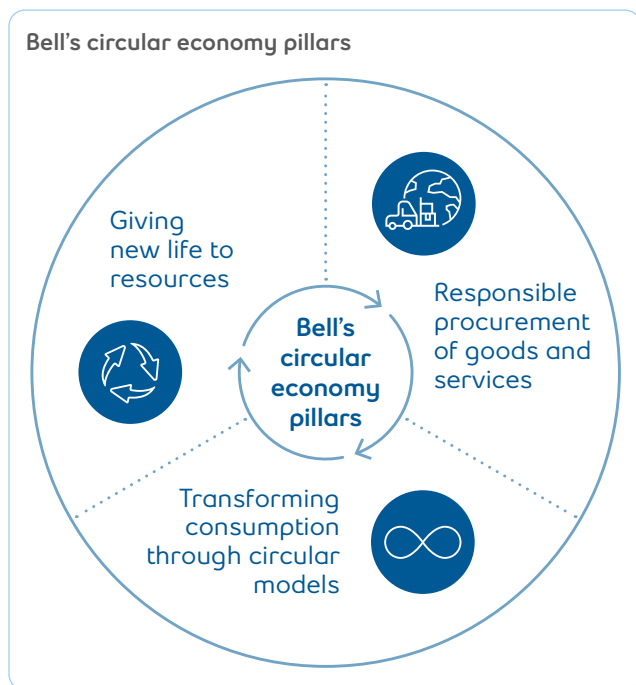 Bell's circular economy pillars
Giving
new life to
resources
Responsible
procurement
of goods and
services
Bell's
circular
economy
pillars
Transforming
consumption
through circular
models